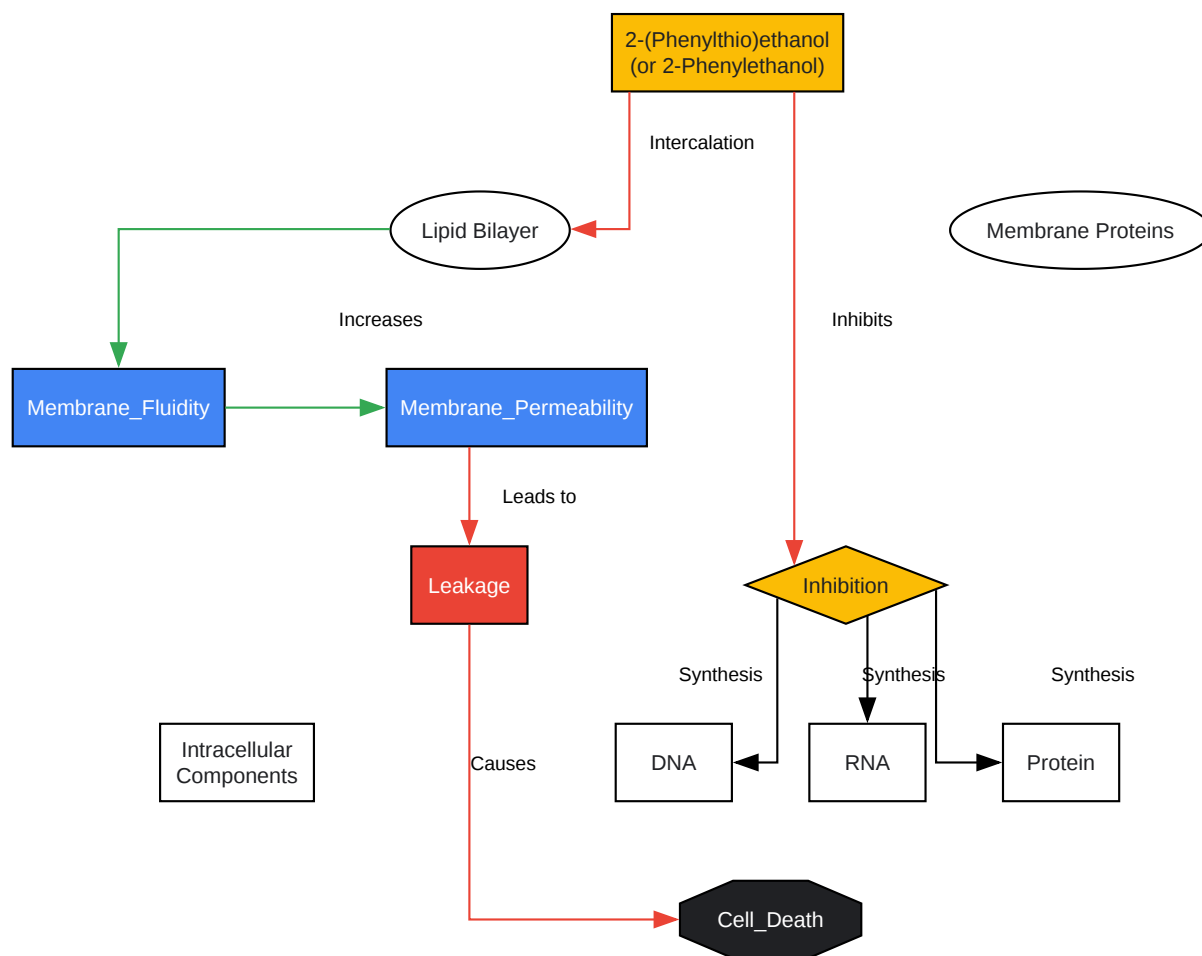 2-(Phenylthio)ethanol
(or 2-Phenylethanol)
Intercalation
Lipid Bilayer
Membrane Proteins
Increases
Inhibits
Membrane_Fluidity
Membrane_Permeability
Leads to
Leakage
Inhibition
Synthesis
Synthesis
Synthesis
Intracellular
Components
Causes
DNA
RNA
Protein
Cell_Death